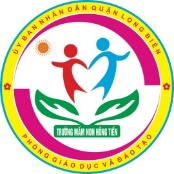 ỦY BAN NHÂN DÂN QUẬN LONG BIÊN
TRƯỜNG MẦM NON HỒNG TIẾN
PHÒNG GIÁO DỤC VÀ ĐÀO TẠO